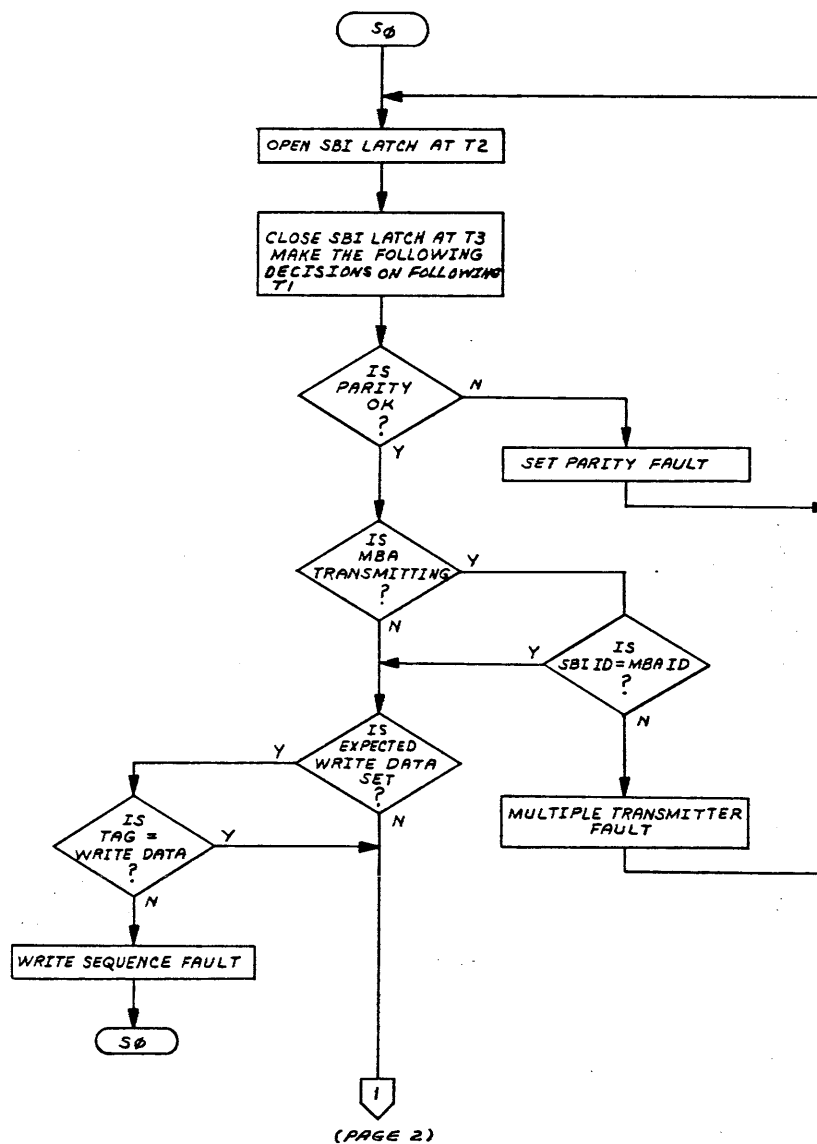 Sø
OPEN SBI LATCH AT T2
CLOSE SBI LATCH AT T3
MAKE THE FOLLOWING
DECISIONS ON FOLLOWING
T1
IS
PARITY
OK
?
N
Y
SET PARITY FAULT
IS
MBA
TRANSMITTING
?
Y
N
IS
SBI ID=MBA ID
?
Y
N
IS
EXPECTED
WRITE DATA
SET
?
Y
N
MULTIPLE TRANSMITTER
FAULT
IS
TAG =
WRITE DATA
?
Y
N
WRITE SEQUENCE FAULT
Sø
1
(PAGE 2)